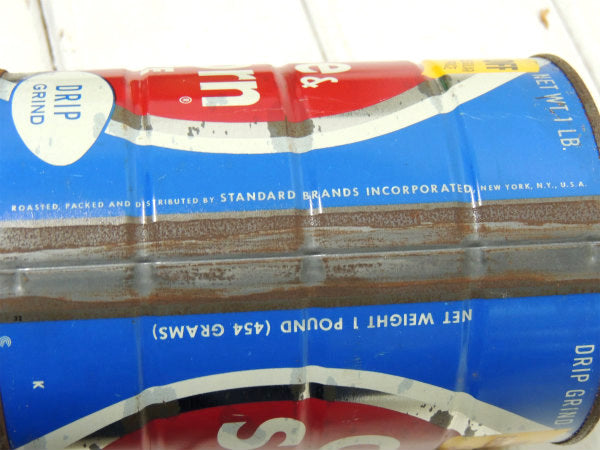 e &
orn
®
E
DRIP
GRIND
NET WT. 1 LB.
ROASTED, PACKED AND DISTRIBUTED BY STANDARD BRANDS INCORPORATED, NEW YORK, N.Y., U.S.A.
NET WEIGHT 1 POUND (454 GRAMS)
DRIP GRIND
C
K
C
S